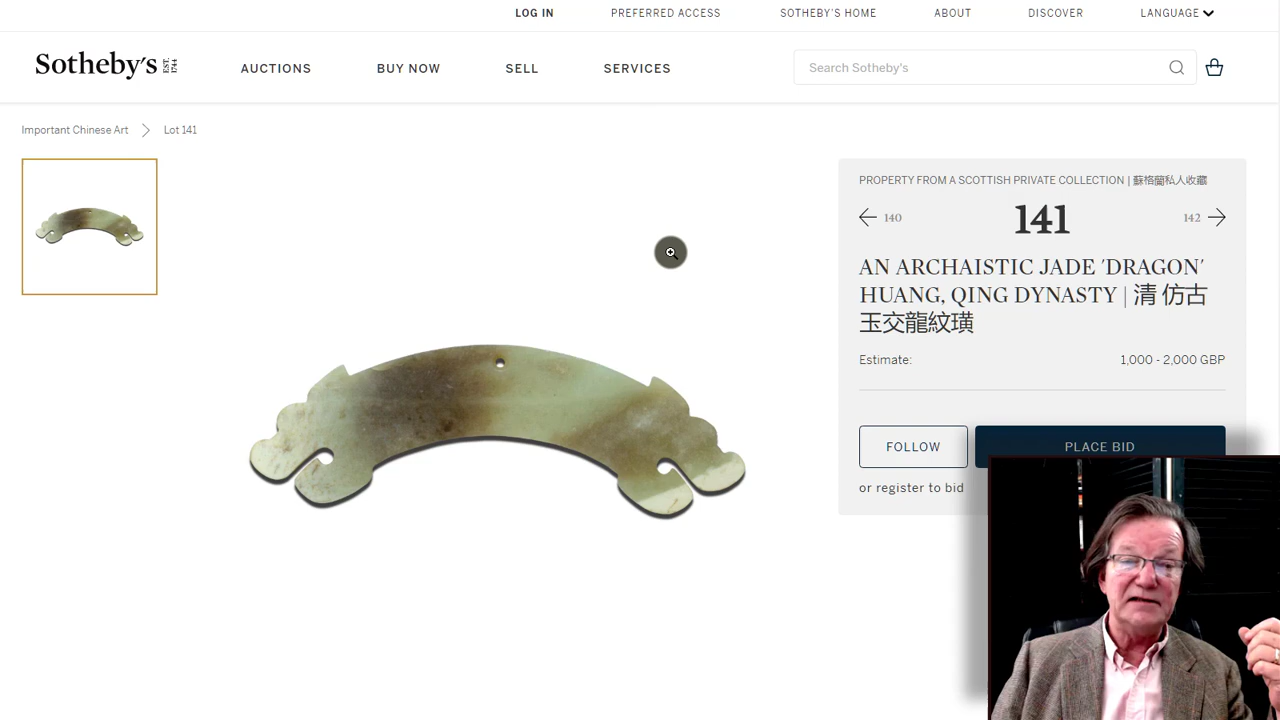 LOG IN
PREFERRED ACCESS
SOTHEBY'S HOME
ABOUT
DISCOVER
LANGUAGE
Sotheby's EST. 1744
AUCTIONS
BUY NOW
SELL
SERVICES
Search Sotheby's
Important Chinese Art
Lot 141
PROPERTY FROM A SCOTTISH PRIVATE COLLECTION | 蘇格蘭私人收藏
140
141
142
AN ARCHAISTIC JADE 'DRAGON'
HUANG, QING DYNASTY | 清 仿古
玉交龍紋璜
Estimate:
1,000 - 2,000 GBP
FOLLOW
PLACE BID
or register to bid